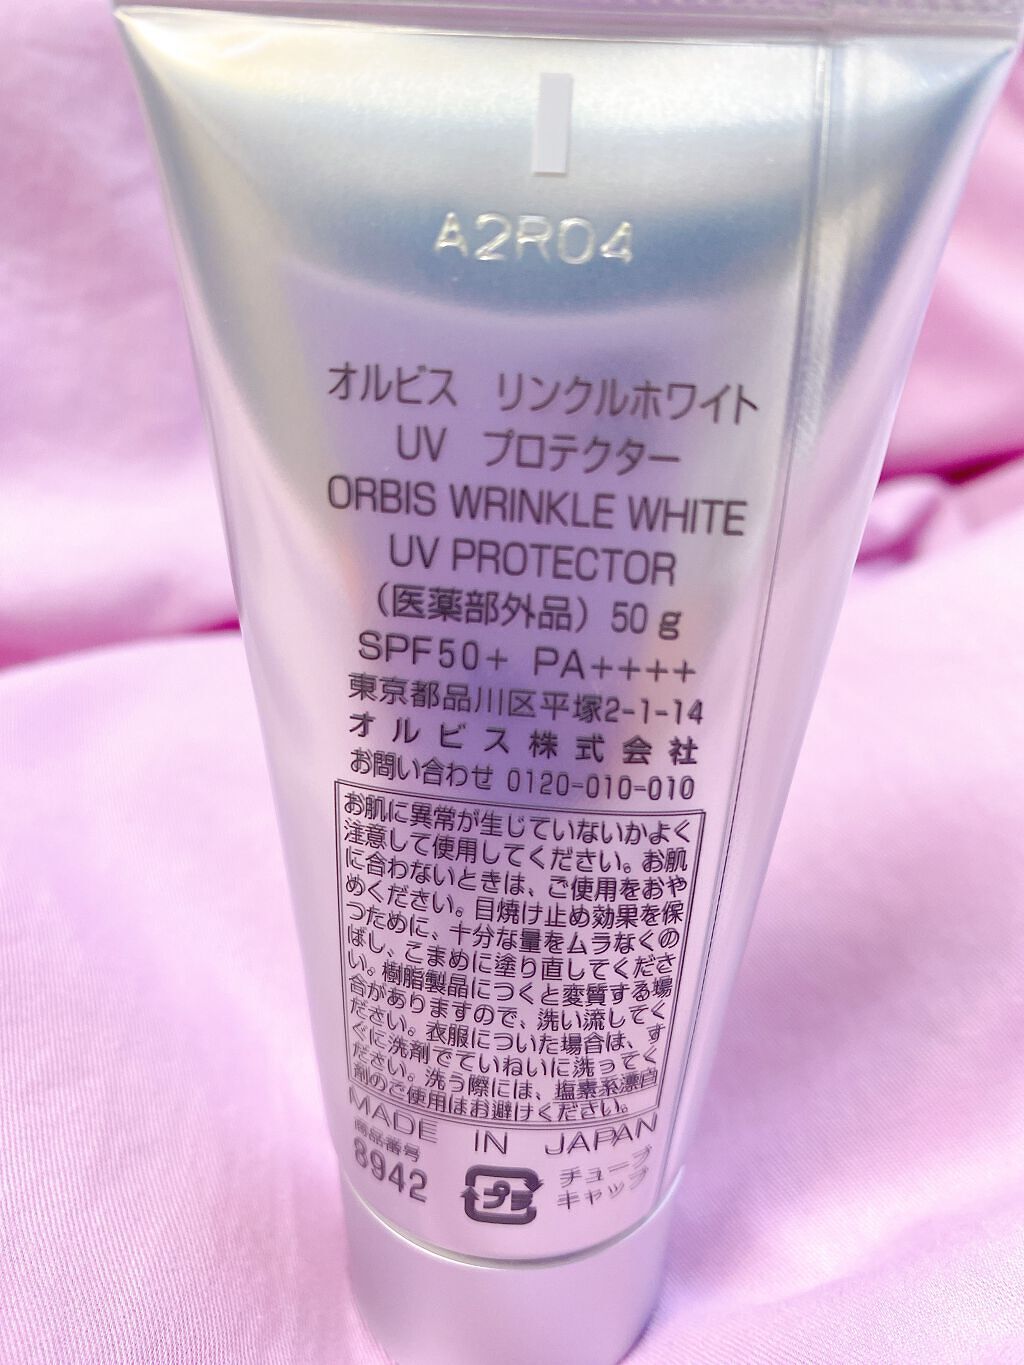 A2R04
オルビス リンクルホワイト
UV プロテクター
ORBIS WRINKLE WHITE
UV PROTECTOR
（医薬部外品）50g
SPF50+ PA++++
東京都品川区平塚2-1-14
オルビス株式会社
お問い合わせ 0120-010-010
お肌に異常が生じていないかよく
注意して使用してください。お肌
に合わないときは、ご使用をおや
めください。日焼け止め効果を保
つために、十分な量をムラなくの
ばし、こまめに塗り直してくださ
い。樹脂製品につくと変質する場
合がありますので、洗い流してく
ださい。衣服についた場合は、す
ぐに洗剤でていねいに洗ってく
ださい。洗う際には、塩素系漂白
剤のご使用はお避けください。
MADE IN JAPAN
商品番号
8942
プラ
チューブ
キャップ